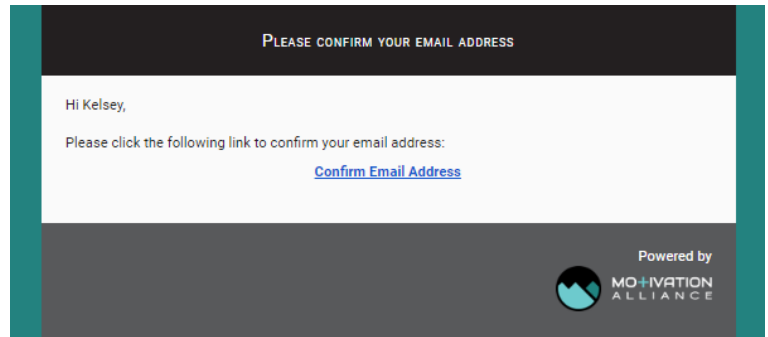 Please confirm your email address
Hi Kelsey,
Please click the following link to confirm your email address:
Confirm Email Address
Powered by
MO+IVATION
ALLIANCE